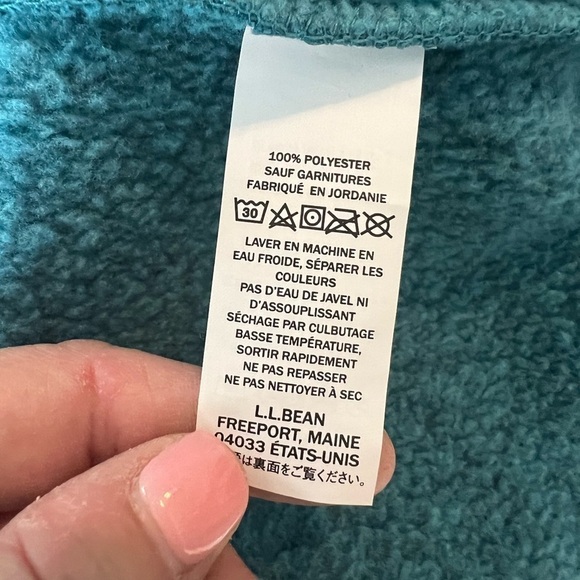 100% POLYESTER
SAUF GARNITURES
FABRIQUÉ EN JORDANIE
30
LAVER EN MACHINE EN
EAU FROIDE, SÉPARER LES
COULEURS
PAS D'EAU DE JAVEL NI
D'ASSOUPLISSANT
SÉCHAGE PAR CULBUTAGE
BASSE TEMPÉRATURE,
SORTIR RAPIDEMENT
NE PAS REPASSER
NE PAS NETTOYER À SEC
L.L.BEAN
FREEPORT, MAINE
04033 ÉTATS-UNIS
は裏面をご覧ください。